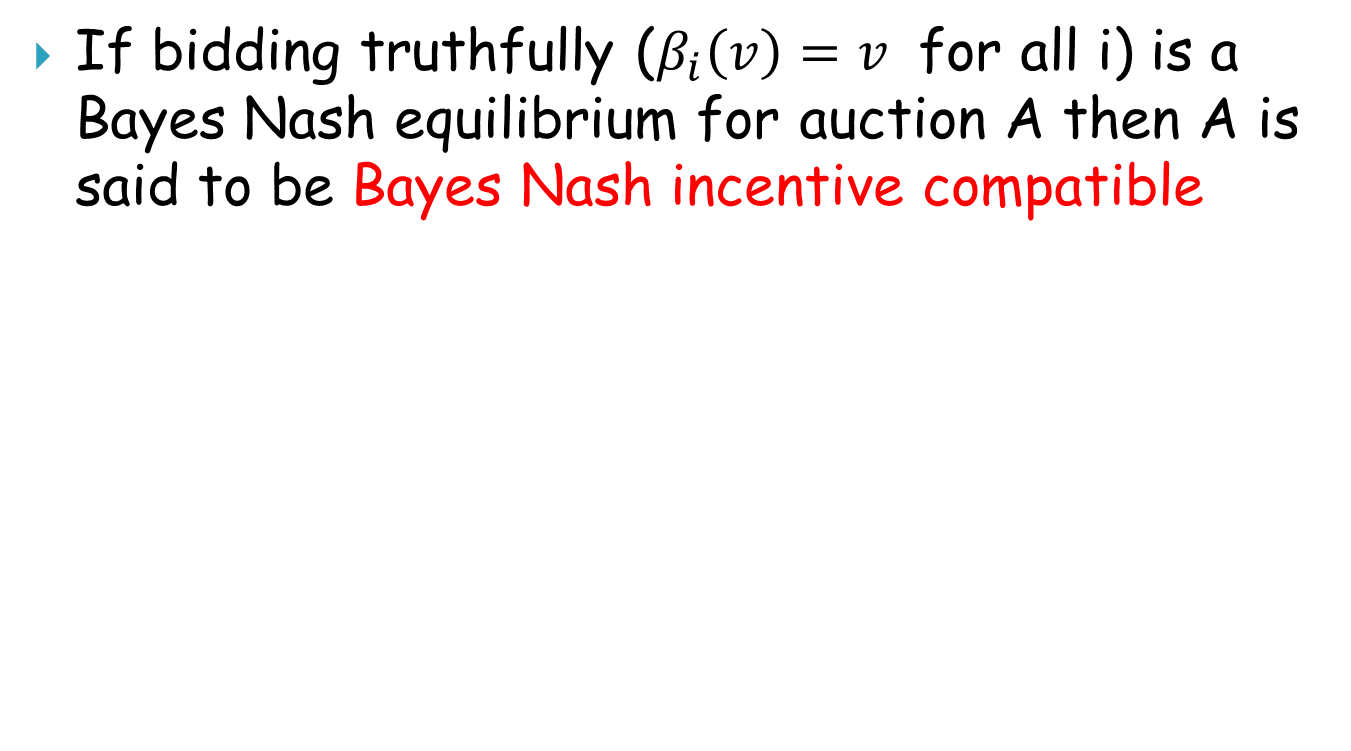 If bidding truthfully (𝛽ᵢ(𝑣) = 𝑣 for all i) is a
Bayes Nash equilibrium for auction A then A is
said to be Bayes Nash incentive compatible